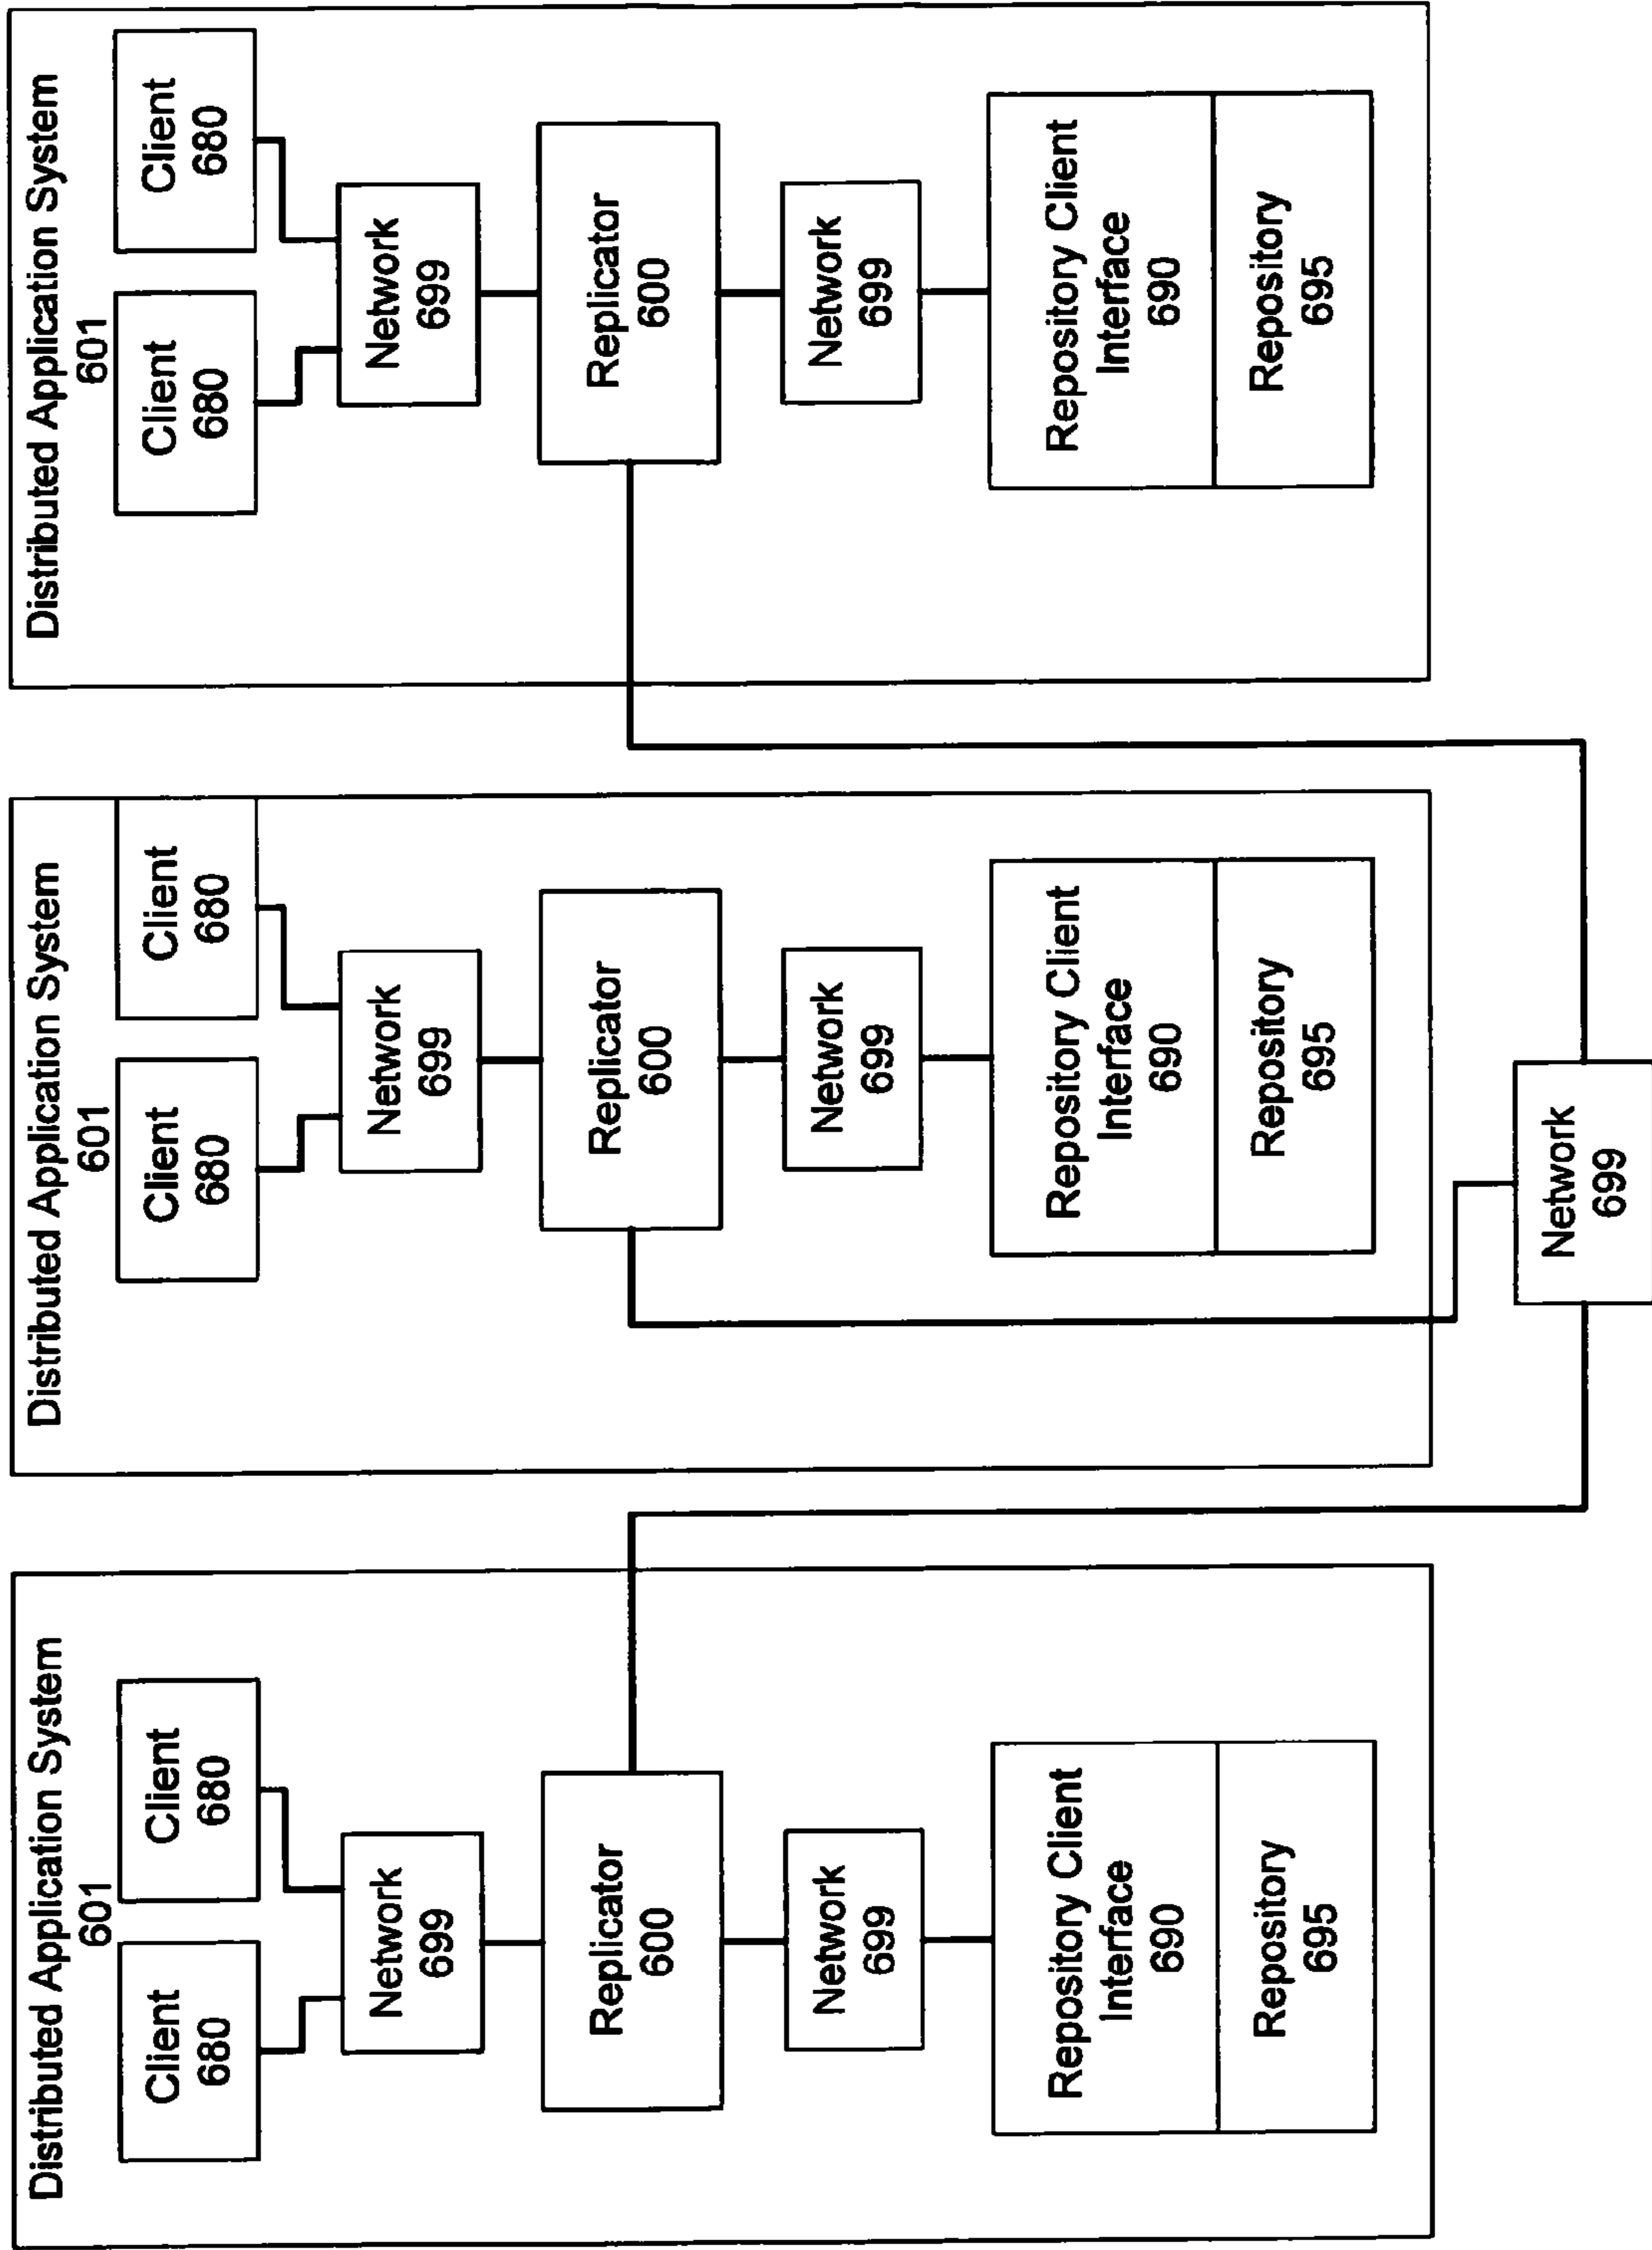 Distributed Application System
601
Client
680
Client
680
Network
699
Replicator
600
Network
699
Repository Client
Interface
690
Repository
695
Distributed Application System
601
Client
680
Client
680
Network
699
Replicator
600
Network
699
Repository Client
Interface
690
Repository
695
Distributed Application System
601
Client
680
Client
680
Network
699
Replicator
600
Network
699
Repository Client
Interface
690
Repository
695
Network
699